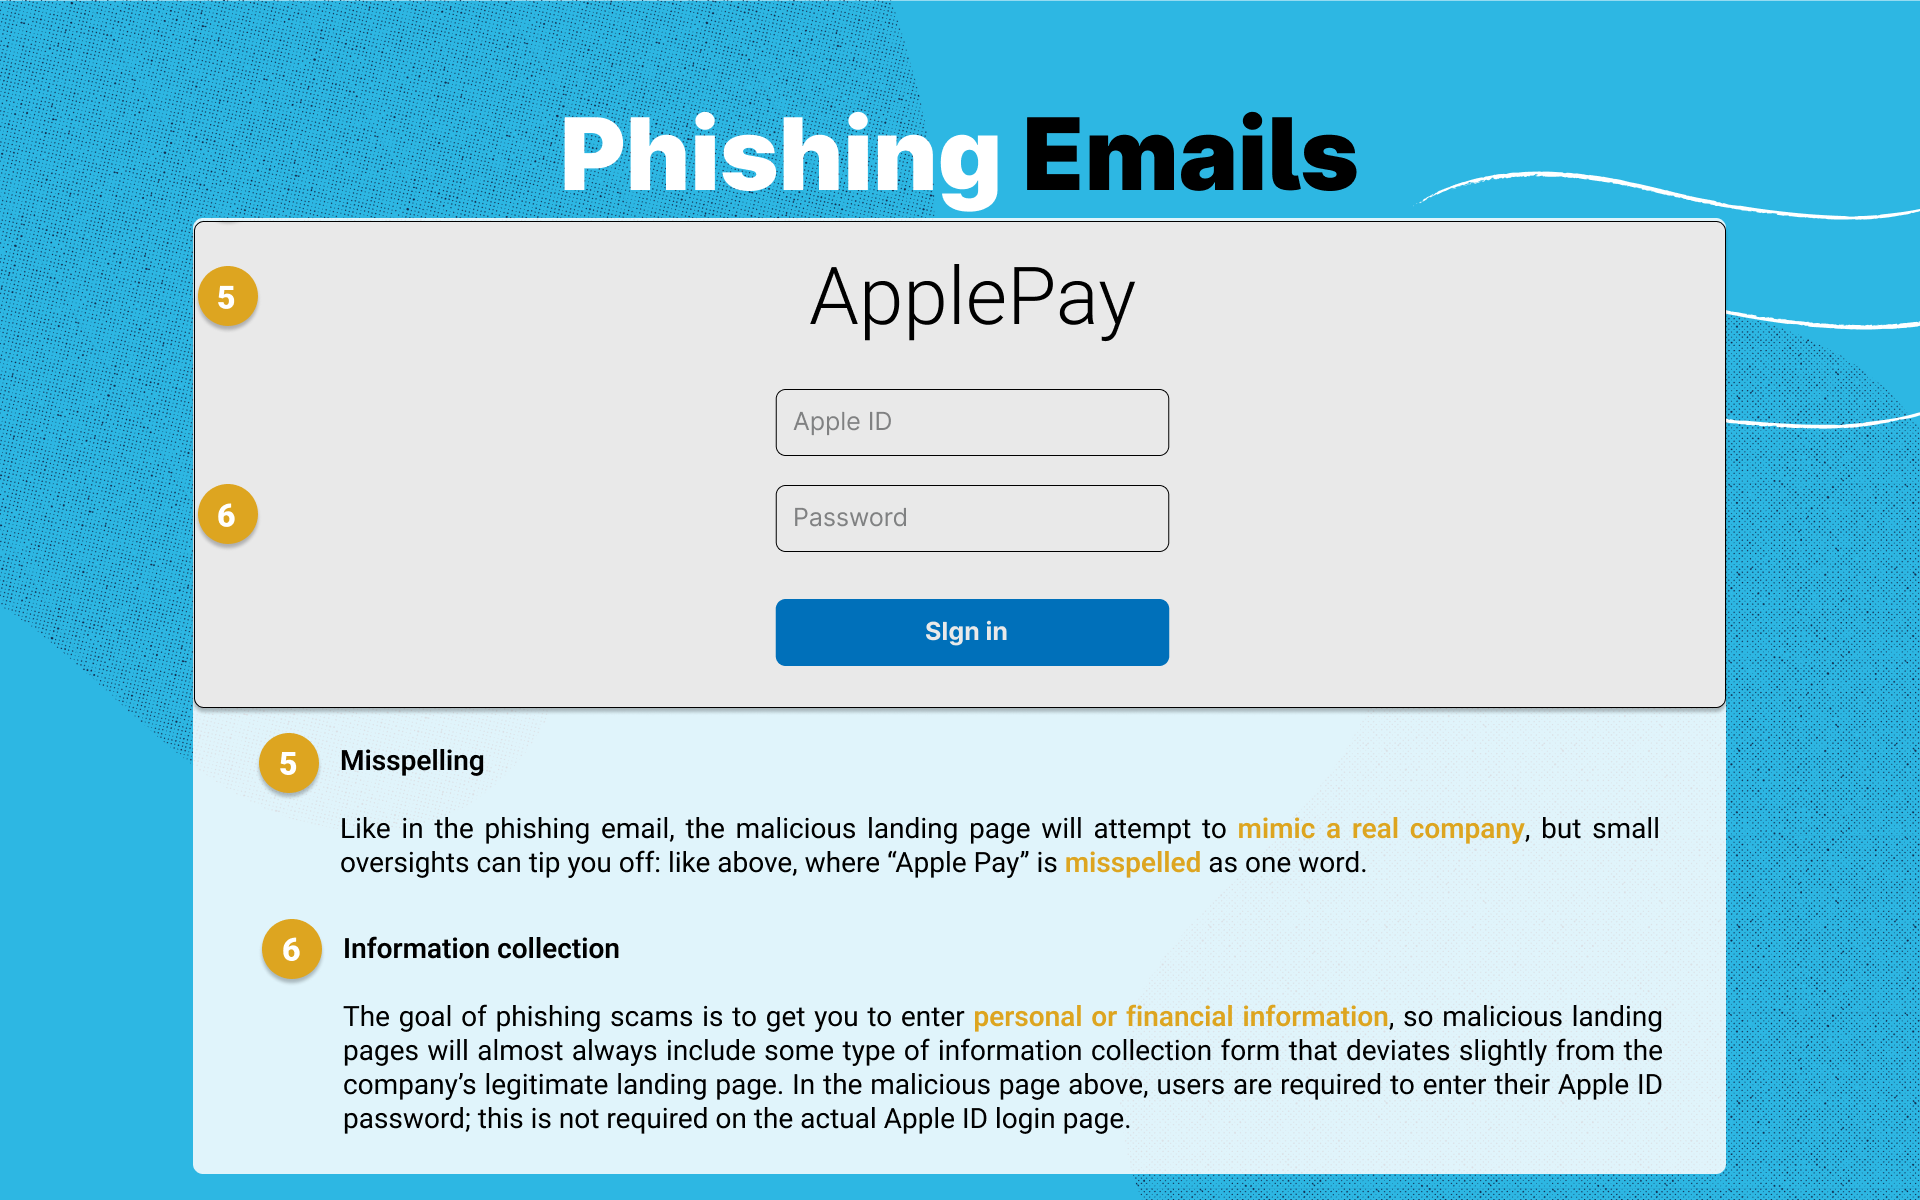 Phishing Emails
5
ApplePay
Apple ID
6
Password
SIgn in
5
Misspelling
Like in the phishing email, the malicious landing page will attempt to mimic a real company, but small
oversights can tip you off: like above, where “Apple Pay” is misspelled as one word.
6
Information collection
The goal of phishing scams is to get you to enter personal or financial information, so malicious landing
pages will almost always include some type of information collection form that deviates slightly from the
company’s legitimate landing page. In the malicious page above, users are required to enter their Apple ID
password; this is not required on the actual Apple ID login page.